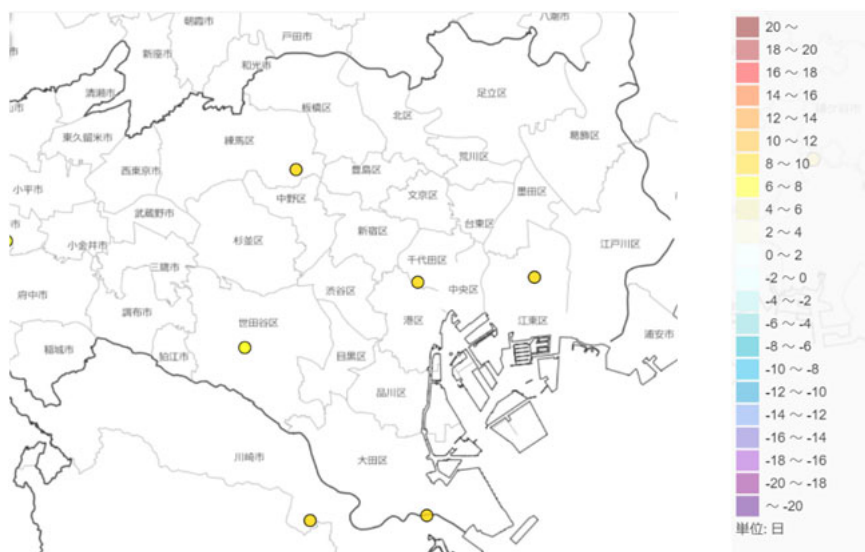 八潮市
朝霞市
戸田市
新座市
和光市
足立区
清瀬市
板橋区
北区
葛飾区
東久留米市
練馬区
荒川区
西東京市
豊島区
小平市
中野区
文京区
墨田区
武蔵野市
台東区
新宿区
小金井市
杉並区
江戸川区
千代田区
三鷹市
府中市
渋谷区
中央区
調布市
世田谷区
港区
江東区
浦安市
稲城市
狛江市
目黒区
品川区
川崎市
大田区
20～
18～20
16～18
14～16
12～14
10～12
8～10
6～8
4～6
2～4
0～2
-2～0
-4～-2
-6～-4
-8～-6
-10～-8
-12～-10
-14～-12
-16～-14
-18～-16
-20～-18
～-20
単位: 日